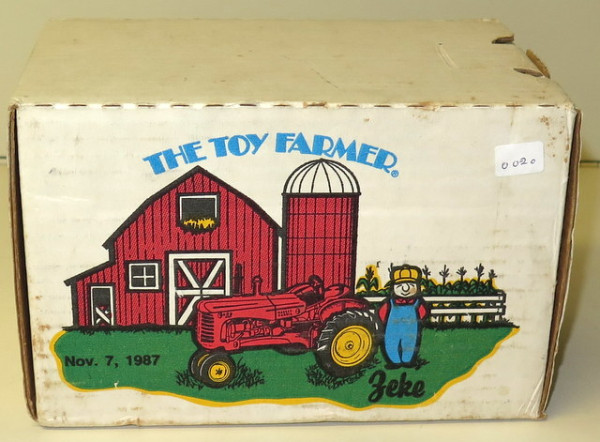 THE TOY FARMER®
0020
Nov. 7, 1987
Zeke